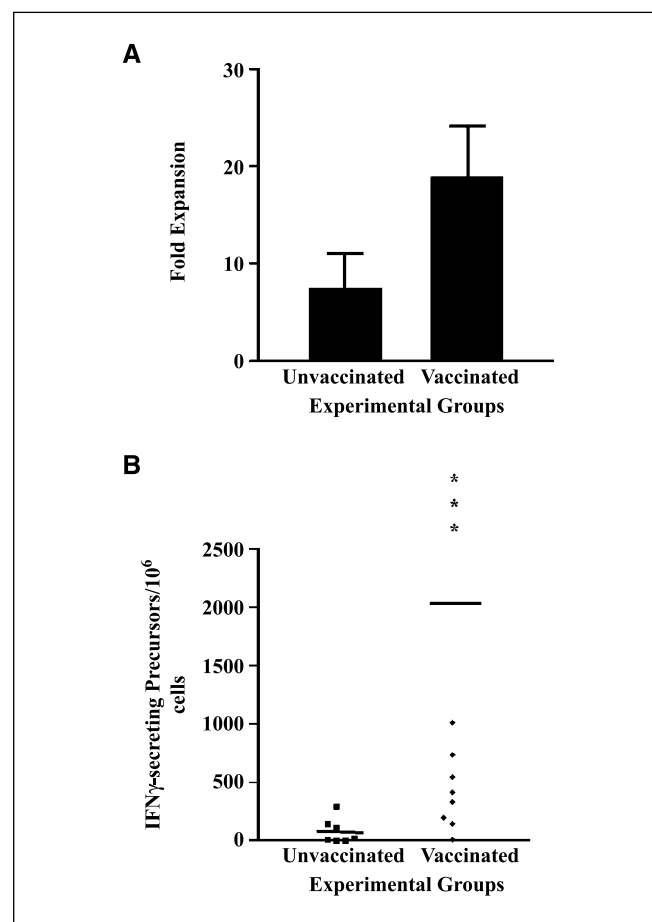 A
30
20
10
0
Fold Expansion
Unvaccinated Vaccinated
Experimental Groups
B
*
*
*
2500
2000
1500
1000
500
0
IFNγ-secreting Precursors/10⁶
cells
Unvaccinated Vaccinated
Experimental Groups